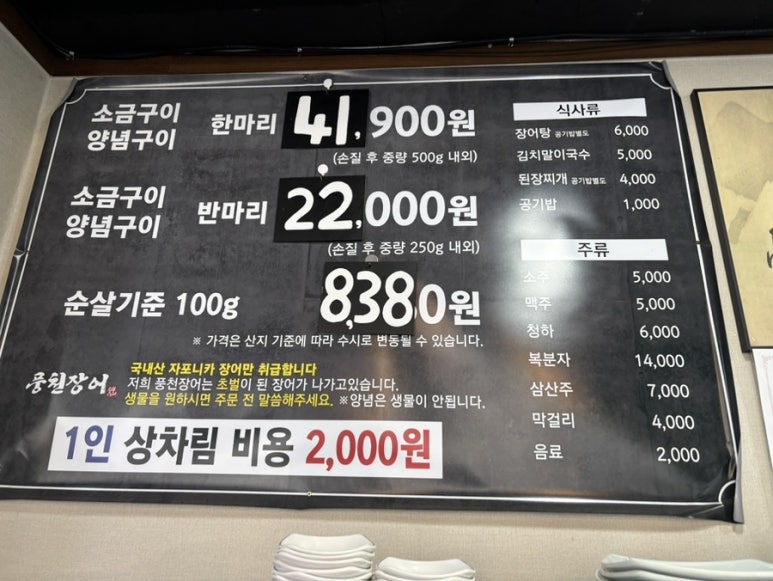 소금구이
양념구이
한마리 41,900원
(손질 후 중량 500g 내외)
소금구이
양념구이
반마리 22,000원
(손질 후 중량 250g 내외)
순살기준 100g 8,380원
※ 가격은 산지 기준에 따라 수시로 변동될 수 있습니다.
풍천장어
국내산 자포니카 장어만 취급합니다
저희 풍천장어는 초벌이 된 장어가 나가고있습니다.
생물을 원하시면 주문 전 말씀해주세요. ※양념은 생물이 안됩니다.
1인 상차림 비용 2,000원
식사류
장어탕 공기밥별도 6,000
김치말이국수 5,000
된장찌개 공기밥별도 4,000
공기밥 1,000
주류
소주 5,000
맥주 5,000
청하 6,000
복분자 14,000
삼산주 7,000
막걸리 4,000
음료 2,000